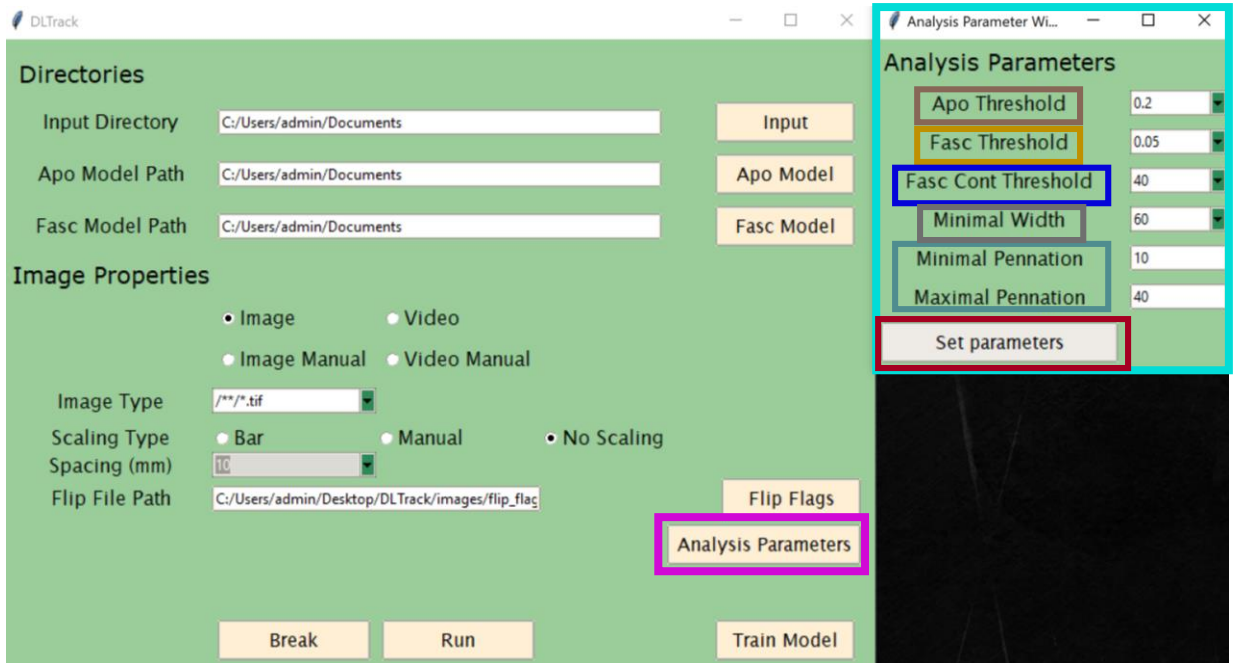 DLTrack
Directories
Input Directory C:/Users/admin/Documents Input
Apo Model Path C:/Users/admin/Documents Apo Model
Fasc Model Path C:/Users/admin/Documents Fasc Model
Image Properties
Image Video
Image Manual Video Manual
Image Type /**/*.tif
Scaling Type Bar Manual No Scaling
Spacing (mm) 10
Flip File Path C:/Users/admin/Desktop/DLTrack/images/flip_flag Flip Flags
Analysis Parameters
Break Run Train Model
Analysis Parameter Wi...
Analysis Parameters
Apo Threshold 0.2
Fasc Threshold 0.05
Fasc Cont Threshold 40
Minimal Width 60
Minimal Pennation 10
Maximal Pennation 40
Set parameters